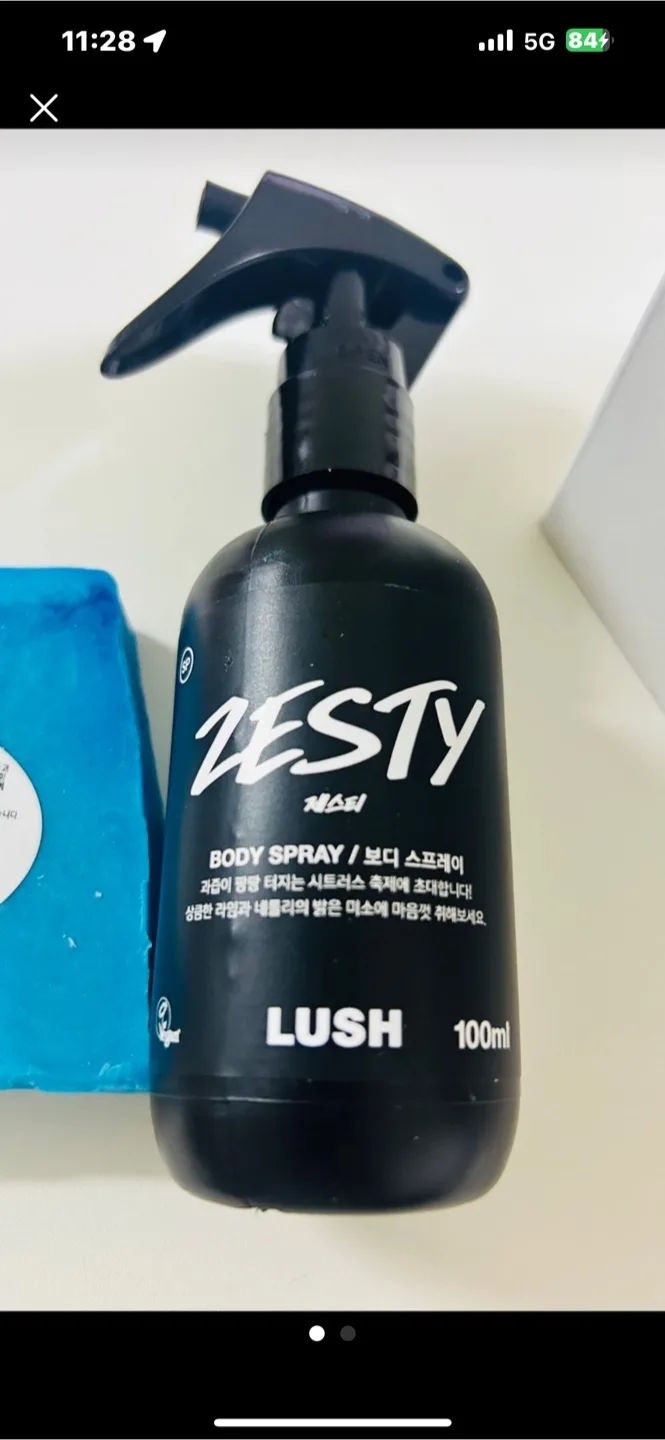 11:28
5G
84
SP
ZESTY
제스티
BODY SPRAY / 보디 스프레이
과즙이 팡팡 터지는 시트러스 축제에 초대합니다!
상큼한 라임과 네롤리의 밝은 미소에 마음껏 취해보세요.
LUSH
100ml